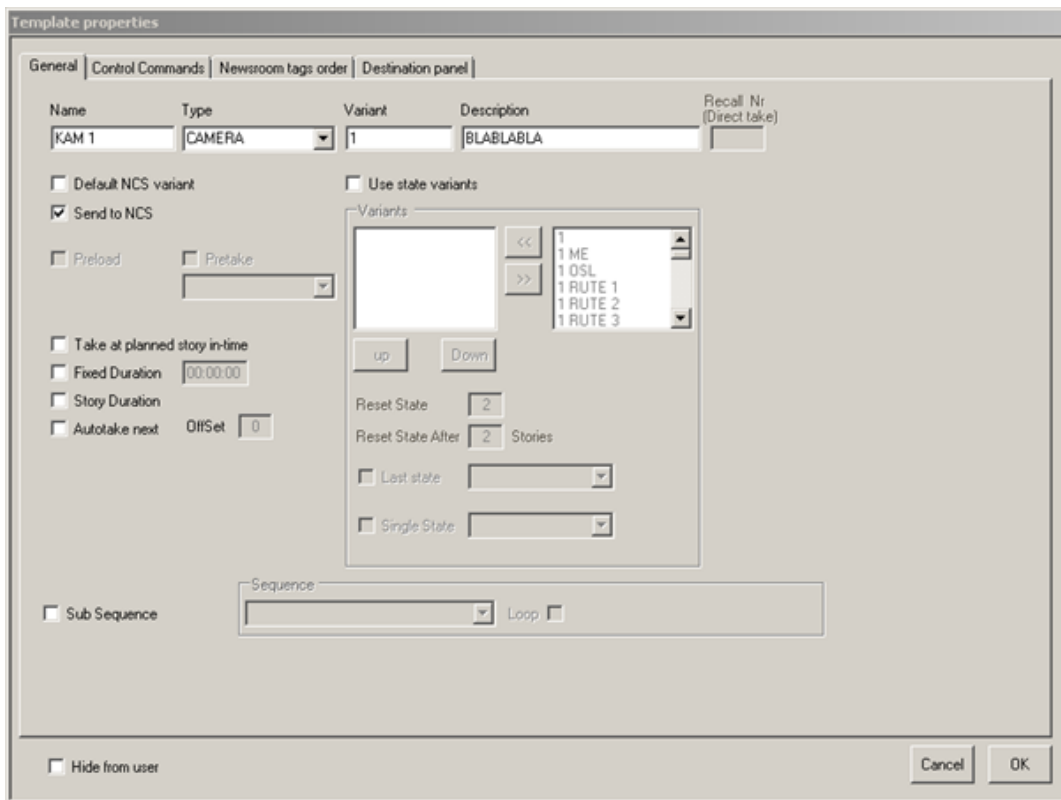 Template properties
General Control Commands Newsroom tags order Destination panel
Name Type Variant Description Recall Nr
(Direct take)
KAM 1 CAMERA 1 BLABLABLA
Default NCS variant Use state variants
Send to NCS Variants
<< 1
1 ME
Preload Pretake 1 OSL
>> 1 RUTE 1
1 RUTE 2
1 RUTE 3
Take at planned story in-time up Down
Fixed Duration 00:00:00
Story Duration Reset State 2
Autotake next OffSet 0 Reset State After 2 Stories
Last state
Single State
Sequence
Sub Sequence Loop
Hide from user Cancel OK